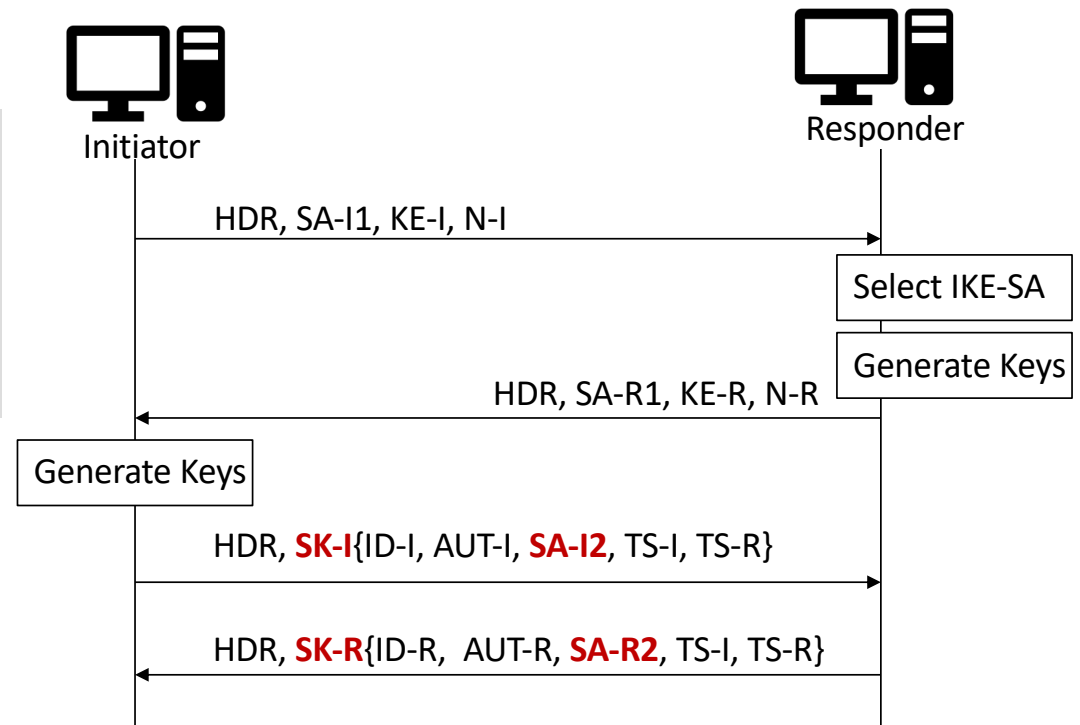 Initiator
Responder
HDR, SA-I1, KE-I, N-I
Select IKE-SA
Generate Keys
HDR, SA-R1, KE-R, N-R
Generate Keys
HDR, SK-I{ID-I, AUT-I, SA-I2, TS-I, TS-R}
HDR, SK-R{ID-R, AUT-R, SA-R2, TS-I, TS-R}